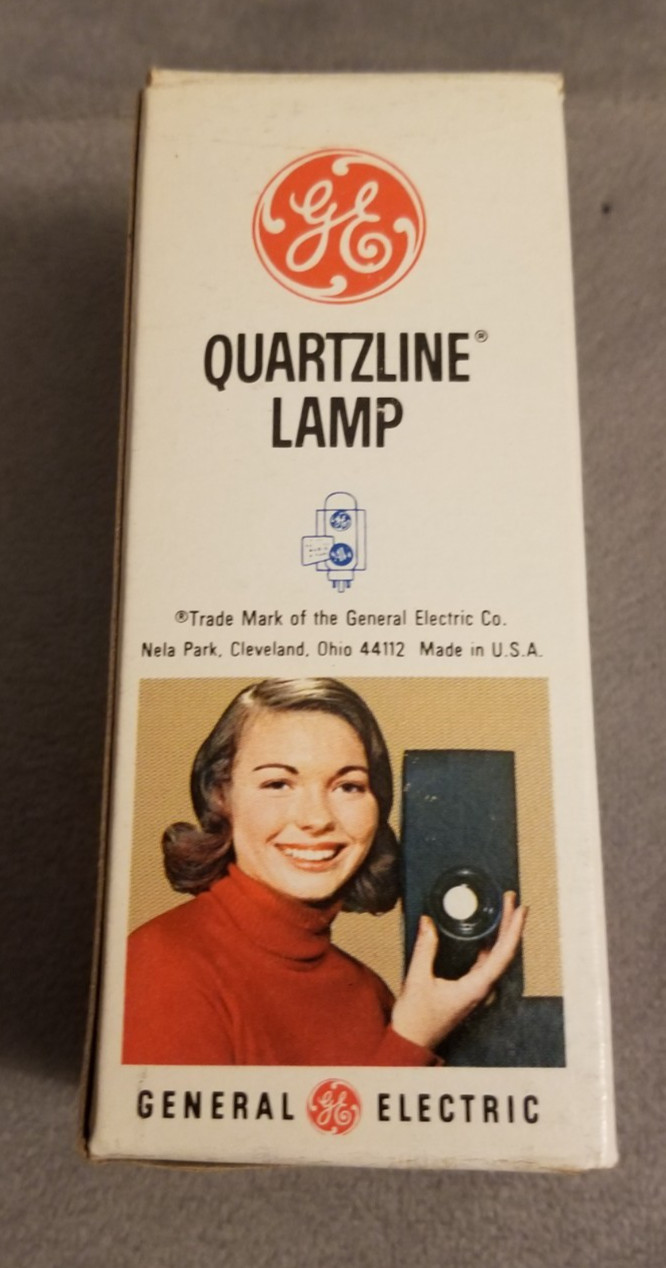 GE
QUARTZLINE®
LAMP
®Trade Mark of the General Electric Co.
Nela Park, Cleveland, Ohio 44112 Made in U.S.A.
GENERAL GE ELECTRIC